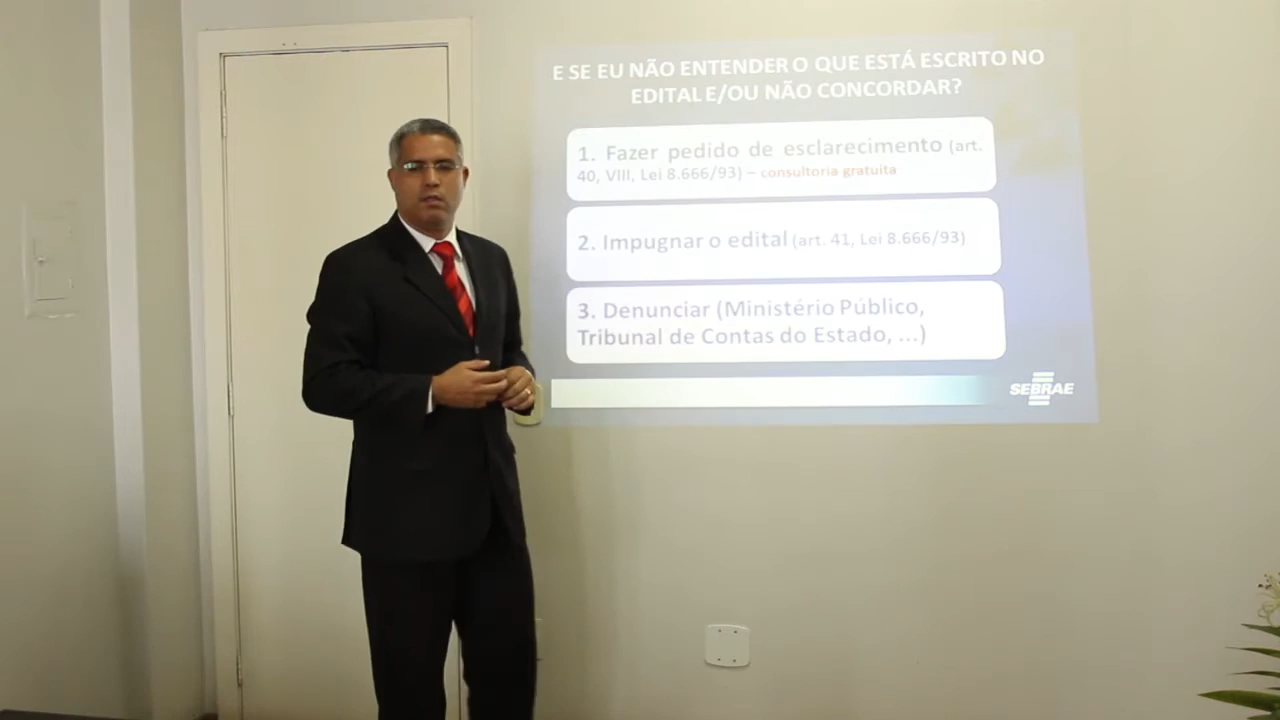 E SE EU NÃO ENTENDER O QUE ESTÁ ESCRITO NO
EDITAL E/OU NÃO CONCORDAR?
1. Fazer pedido de esclarecimento (art.
40, VIII, Lei 8.666/93) – consultoria gratuita
2. Impugnar o edital (art. 41, Lei 8.666/93)
3. Denunciar (Ministério Público,
Tribunal de Contas do Estado, ...)
SEBRAE